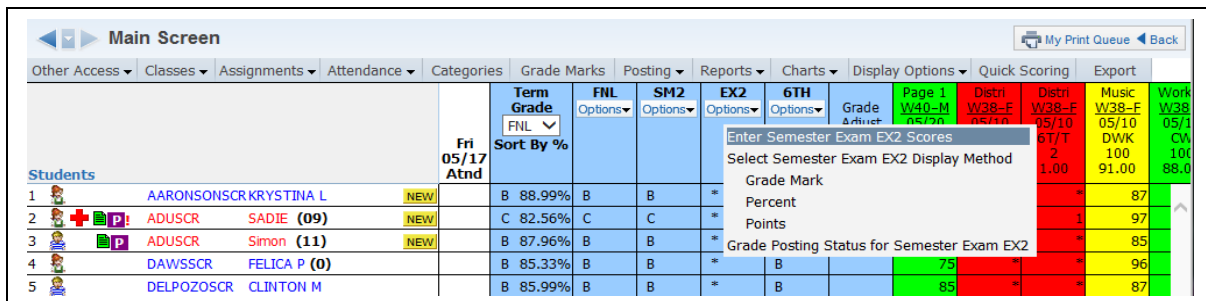 Main Screen
My Print Queue Back
Other Access Classes Assignments Attendance Categories Grade Marks Posting Reports Charts Display Options Quick Scoring Export
Students
Fri
05/17
Atnd
Term
Grade
FNL
Sort By %
FNL
Options
SM2
Options
EX2
Options
6TH
Options
Grade
Adjust
Page 1
W40-M
05/20
Distri
W38-F
05/10
Distri
W38-F
05/10
6T/T
2
1.00
Music
W38-F
05/10
DWK
100
91.00
Work
W38
05/1
CW
100
88.0
Enter Semester Exam EX2 Scores
Select Semester Exam EX2 Display Method
Grade Mark
Percent
Points
Grade Posting Status for Semester Exam EX2
1 AARONSONSCR KRYSTINA L NEW B 88.99% B B * * 87
2 P! ADUSCR SADIE (09) NEW C 82.56% C C * 1 97
3 P ADUSCR Simon (11) NEW B 87.96% B B * * 85
4 DAWSSCR FELICA P (0) B 85.33% B B * B 75 * * 96
5 DELPOZOSCR CLINTON M B 85.99% B B * B 85 * * 87